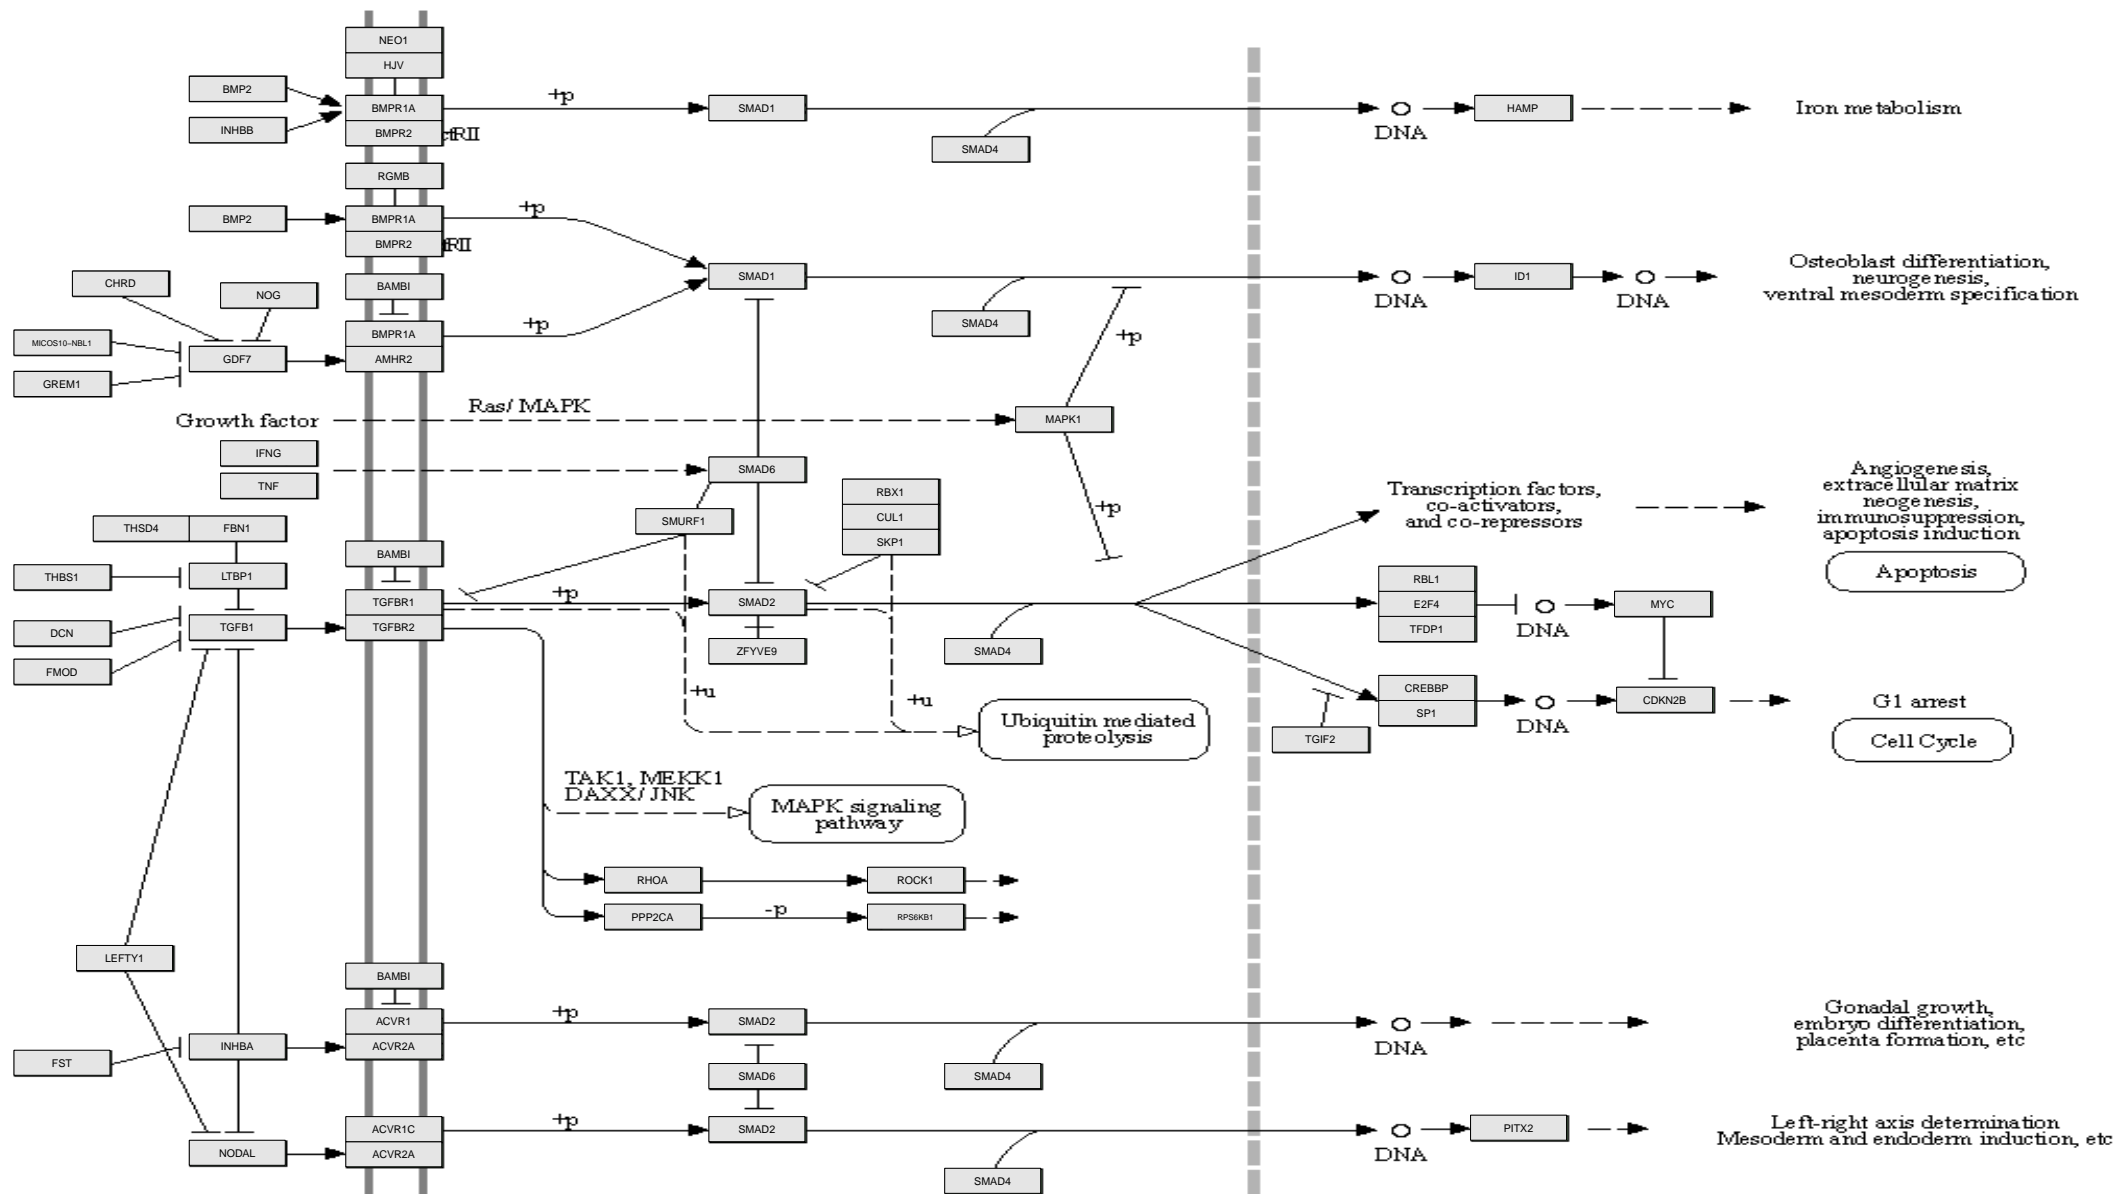 NEO1
HJV
BMP2
INHBB
BMPR1A
BMPR2
RII
+p
SMAD1
SMAD4
DNA
HAMP
Iron metabolism
RGMB
BMP2
BMPR1A
BMPR2
RII
+p
CHRD
NOG
BAMBI
MICOS10-NBL1
GREM1
GDF7
BMPR1A
AMHR2
+p
SMAD1
SMAD4
DNA
ID1
DNA
Osteoblast differentiation,
neurogenesis,
ventral mesoderm specification
+p
Growth factor
Ras/ MAPK
MAPK1
IFNG
TNF
SMAD6
SMURF1
RBX1
CUL1
SKP1
+p
Transcription factors,
co-activators,
and co-repressors
Angiogenesis,
extracellular matrix
neogenesis,
immunosuppression,
apoptosis induction
Apoptosis
THSD4
FBN1
THBS1
LTBP1
DCN
FMOD
TGFB1
BAMBI
TGFBR1
TGFBR2
+p
SMAD2
ZFYVE9
SMAD4
RBL1
E2F4
TFDP1
DNA
MYC
+u
+u
Ubiquitin mediated
proteolysis
TGIF2
CREBBP
SP1
DNA
CDKN2B
G1 arrest
Cell Cycle
TAK1, MEKK1
DAXX/ JNK
MAPK signaling
pathway
RHOA
ROCK1
PPP2CA
-p
RPS6KB1
LEFTY1
BAMBI
FST
INHBA
ACVR1
ACVR2A
+p
SMAD2
SMAD4
DNA
Gonadal growth,
embryo differentiation,
placenta formation, etc
SMAD6
NODAL
ACVR1C
ACVR2A
+p
SMAD2
SMAD4
DNA
PITX2
Left-right axis determination
Mesoderm and endoderm induction, etc